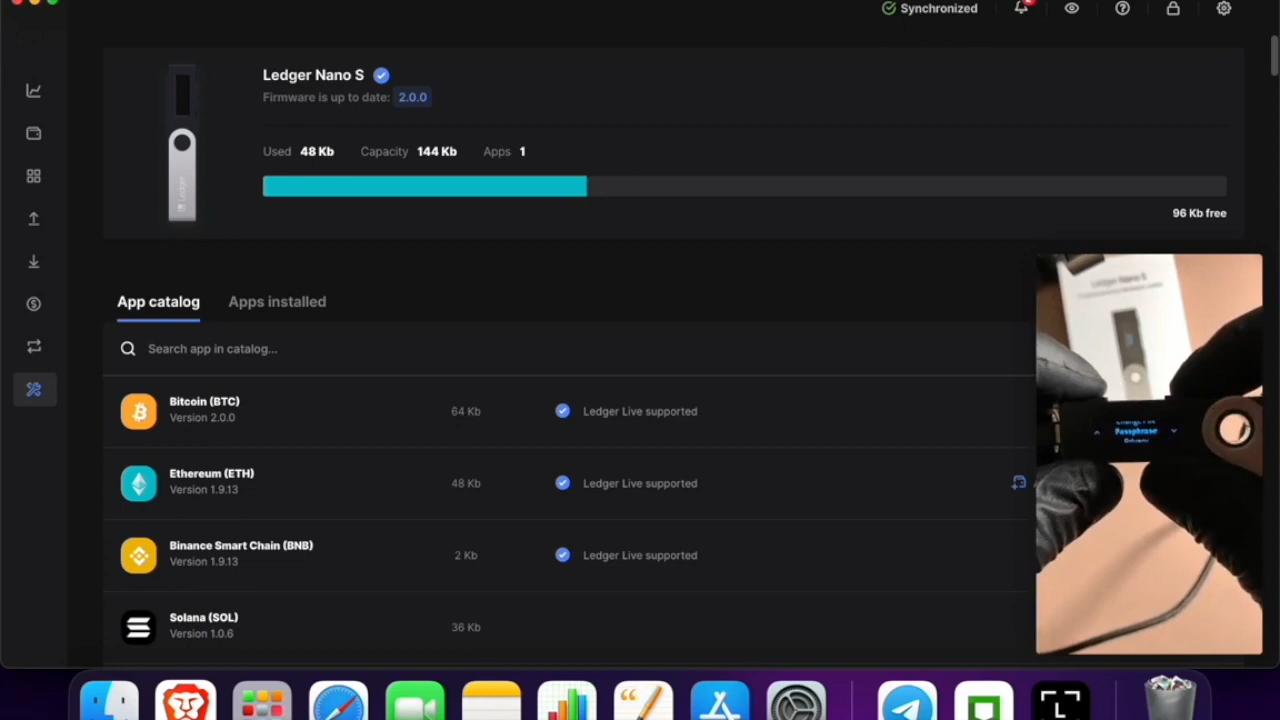 Synchronized
Ledger Nano S
Firmware is up to date: 2.0.0
Used 48 Kb Capacity 144 Kb Apps 1
96 Kb free
App catalog Apps installed
Search app in catalog...
Bitcoin (BTC)
Version 2.0.0
64 Kb
Ledger Live supported
Ethereum (ETH)
Version 1.9.13
48 Kb
Ledger Live supported
Binance Smart Chain (BNB)
Version 1.9.13
2 Kb
Ledger Live supported
Solana (SOL)
Version 1.0.6
36 Kb
Ledger Nano S
Passphrase